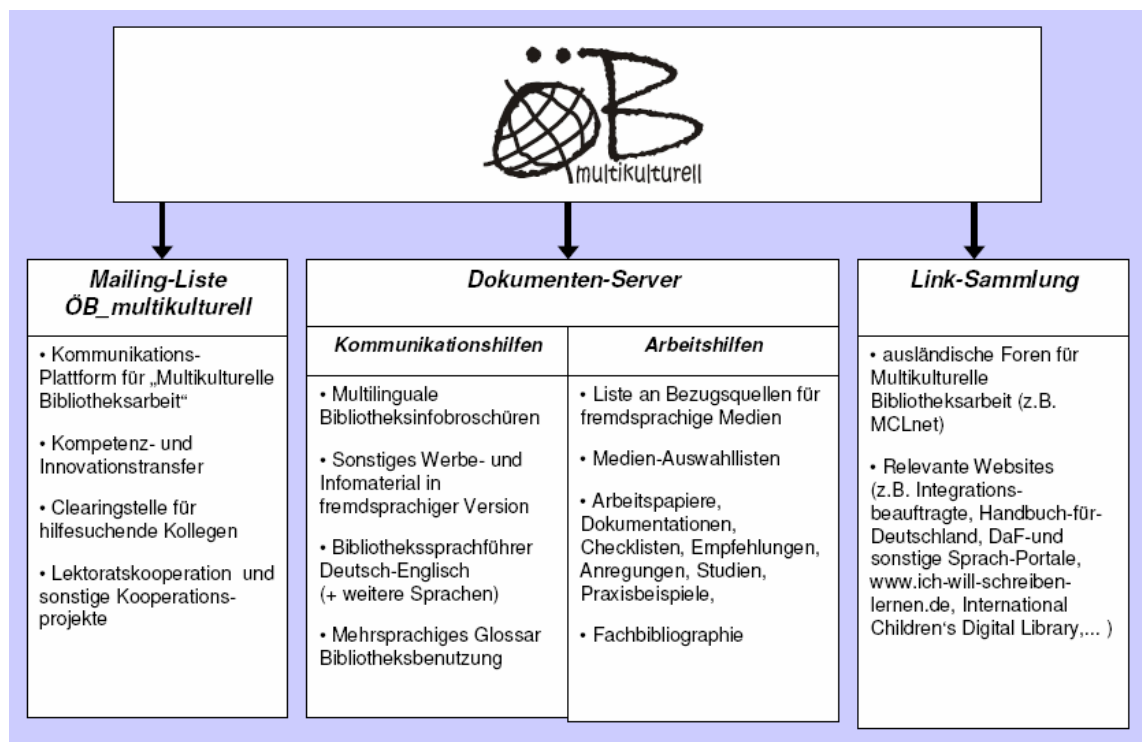 ÖB
multikulturell
Mailing-Liste
ÖB_multikulturell
• Kommunikations-
Plattform für „Multikulturelle
Bibliotheksarbeit“
• Kompetenz- und
Innovationstransfer
• Clearingstelle für
hilfesuchende Kollegen
• Lektoratskooperation und
sonstige Kooperations-
projekte
Dokumenten-Server
Kommunikationshilfen
• Multilinguale
Bibliotheksinfobroschüren
• Sonstiges Werbe- und
Infomaterial in
fremdsprachiger Version
• Bibliothekssprachführer
Deutsch-Englisch
(+ weitere Sprachen)
• Mehrsprachiges Glossar
Bibliotheksbenutzung
Arbeitshilfen
• Liste an Bezugsquellen für
fremdsprachige Medien
• Medien-Auswahllisten
• Arbeitspapiere,
Dokumentationen,
Checklisten, Empfehlungen,
Anregungen, Studien,
Praxisbeispiele,
• Fachbibliographie
Link-Sammlung
• ausländische Foren für
Multikulturelle
Bibliotheksarbeit (z.B.
MCLnet)
• Relevante Websites
(z.B. Integrations-
beauftragte, Handbuch-für-
Deutschland, DaF-und
sonstige Sprach-Portale,
www.ich-will-schreiben-
lernen.de, International
Children‘s Digital Library,... )